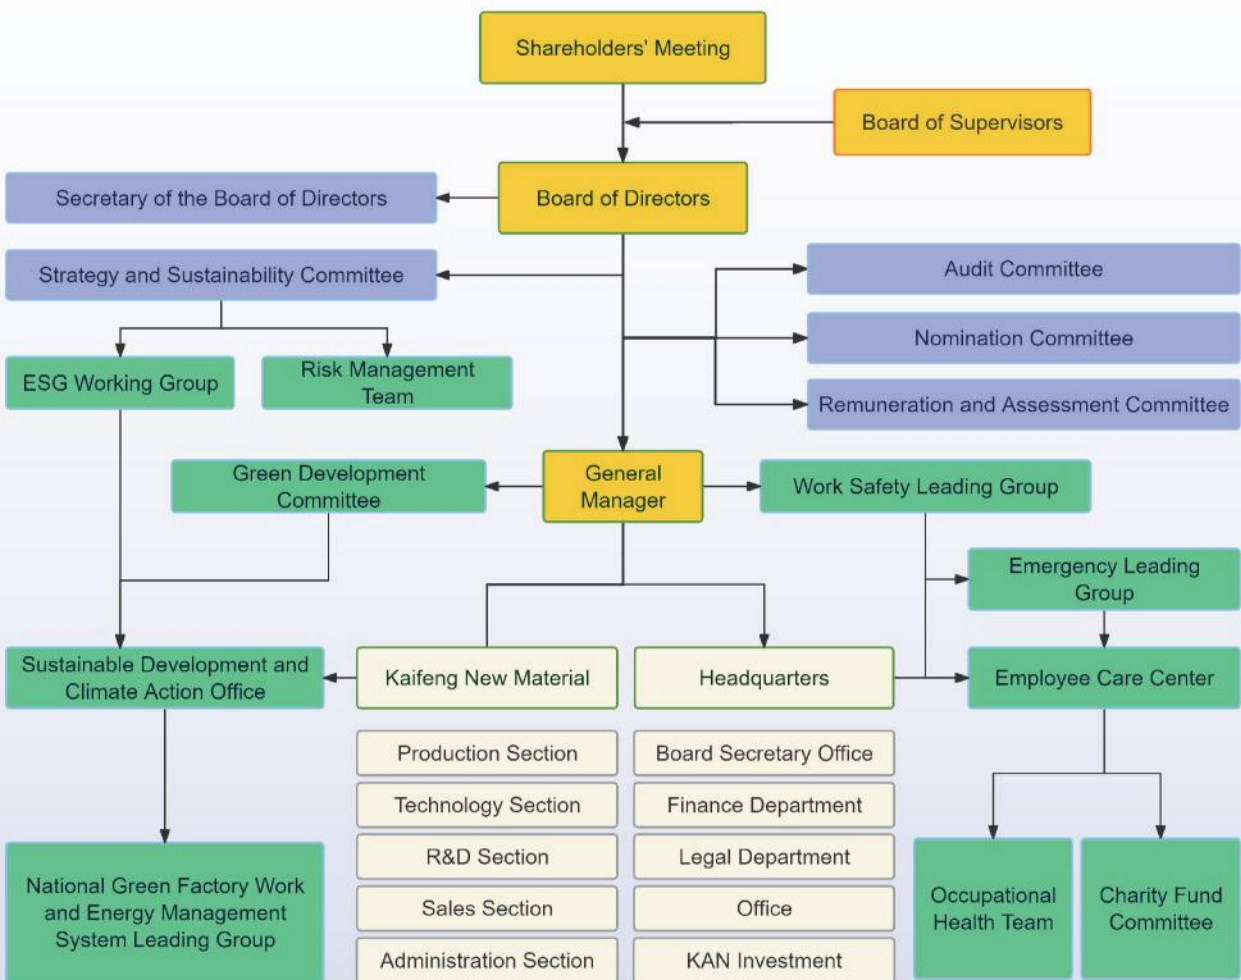 Shareholders' Meeting
Board of Supervisors
Secretary of the Board of Directors
Board of Directors
Strategy and Sustainability Committee
Audit Committee
Nomination Committee
ESG Working Group
Risk Management
Team
Remuneration and Assessment Committee
Green Development
Committee
General
Manager
Work Safety Leading Group
Emergency Leading
Group
Sustainable Development and
Climate Action Office
Kaifeng New Material
Headquarters
Employee Care Center
Production Section
Board Secretary Office
Technology Section
Finance Department
R&D Section
Legal Department
Sales Section
Office
Administration Section
KAN Investment
National Green Factory Work
and Energy Management
System Leading Group
Occupational
Health Team
Charity Fund
Committee